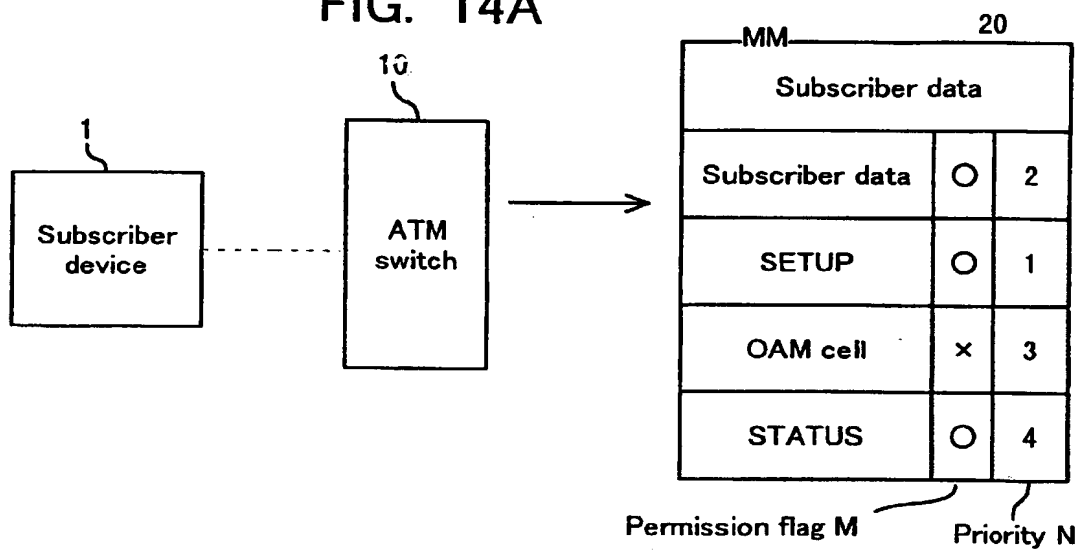 FIG. 14A
20
MM
10
1
Subscriber data
Subscriber data ○ 2
SETUP ○ 1
OAM cell × 3
STATUS ○ 4
Subscriber
device
ATM
switch
Permission flag M
Priority N